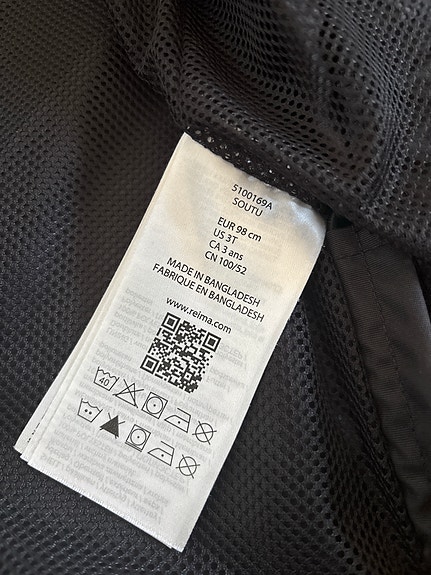 5100169A
SOUTU
EUR 98 cm
US 3T
CA 3 ans
CN 100/52
MADE IN BANGLADESH
FABRIQUE EN BANGLADESH
www.reima.com
40